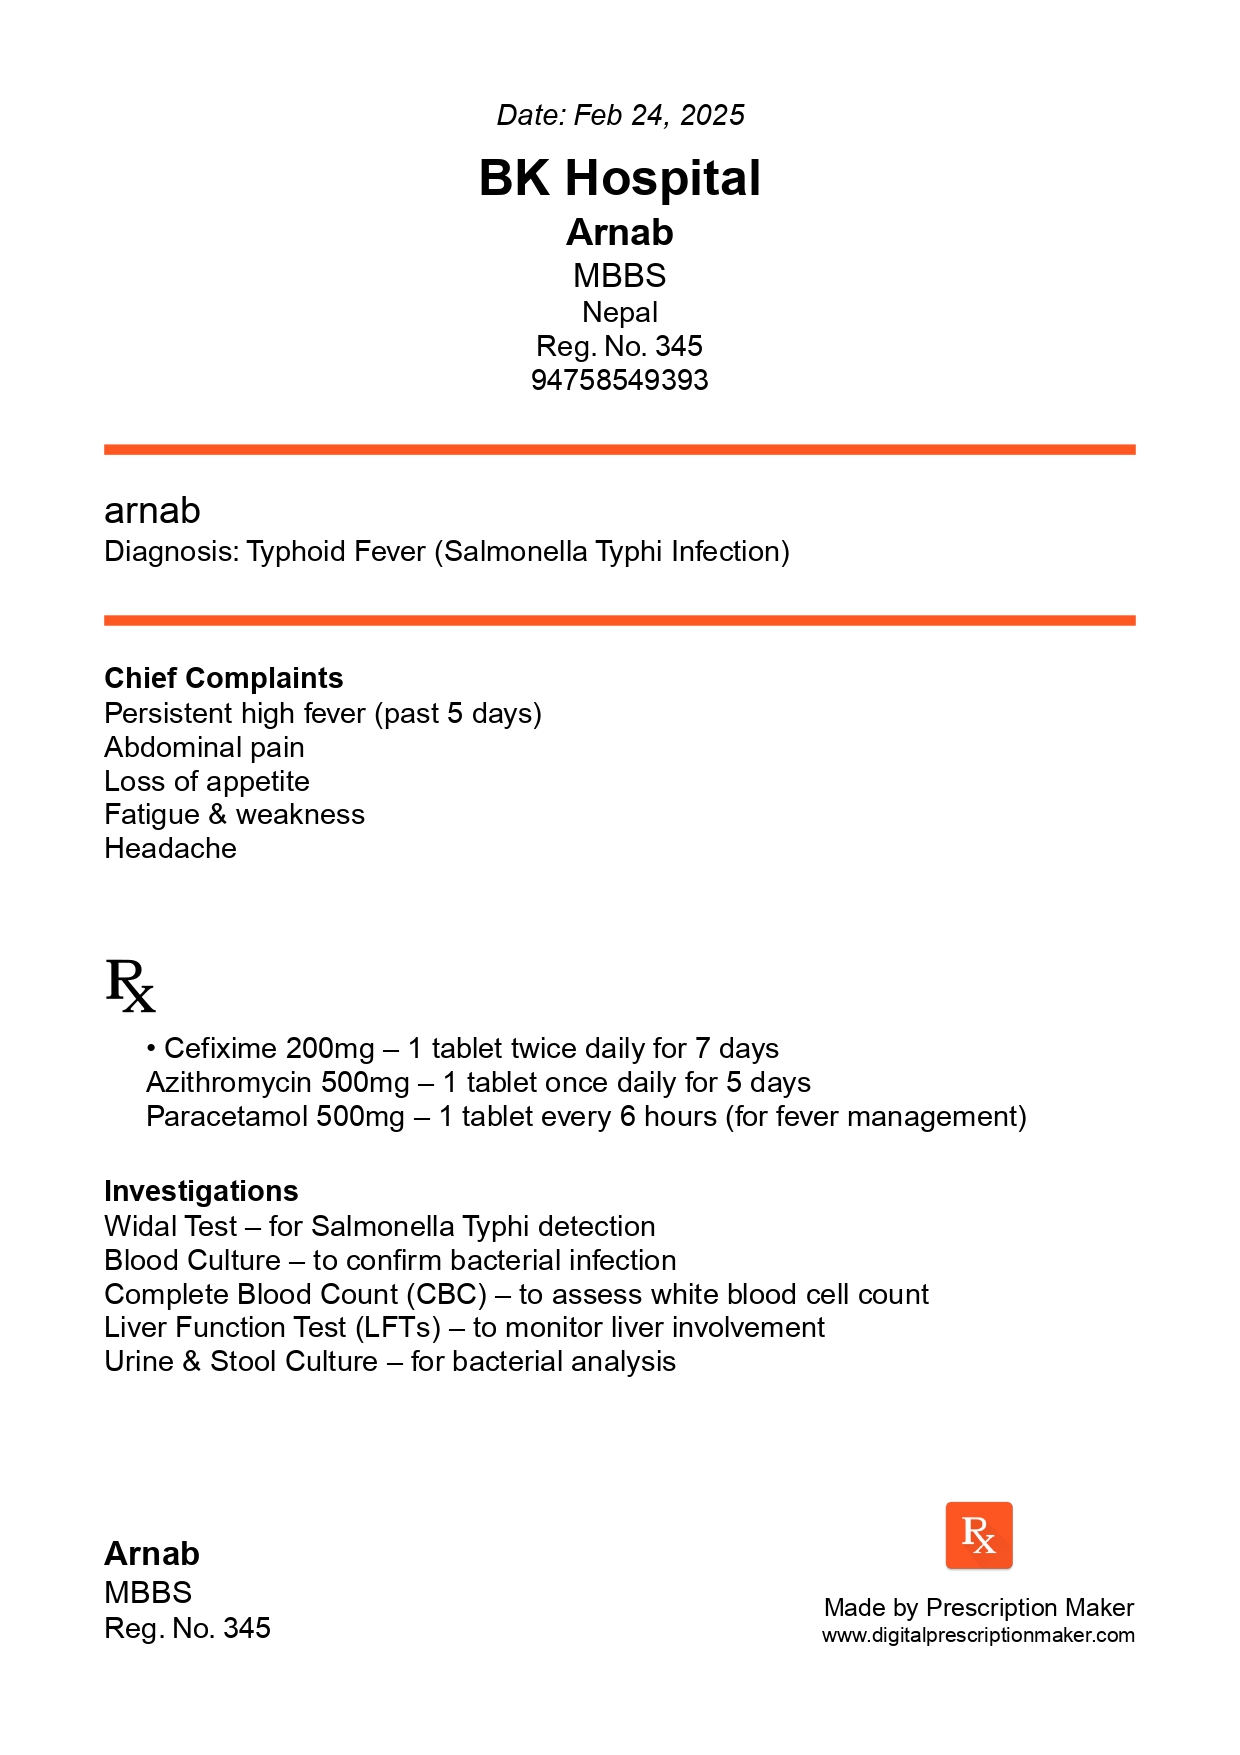 Date: Feb 24, 2025
BK Hospital
Arnab
MBBS
Nepal
Reg. No. 345
94758549393
arnab
Diagnosis: Typhoid Fever (Salmonella Typhi Infection)
Chief Complaints
Persistent high fever (past 5 days)
Abdominal pain
Loss of appetite
Fatigue & weakness
Headache
Rx
• Cefixime 200mg – 1 tablet twice daily for 7 days
Azithromycin 500mg – 1 tablet once daily for 5 days
Paracetamol 500mg – 1 tablet every 6 hours (for fever management)
Investigations
Widal Test – for Salmonella Typhi detection
Blood Culture – to confirm bacterial infection
Complete Blood Count (CBC) – to assess white blood cell count
Liver Function Test (LFTs) – to monitor liver involvement
Urine & Stool Culture – for bacterial analysis
Arnab
MBBS
Reg. No. 345
Rx
Made by Prescription Maker
www.digitalprescriptionmaker.com